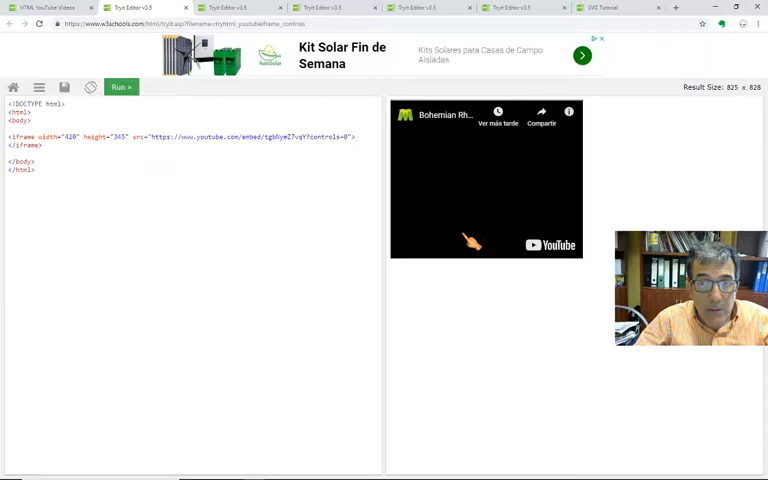 HTML YouTube Videos
Tryit Editor v3.5
Tryit Editor v3.5
Tryit Editor v3.5
Tryit Editor v3.5
Tryit Editor v3.5
SVG Tutorial
https://www.w3schools.com/html/tryit.asp?filename=tryhtml_youtubeiframe_controls
AutoSolar
Kit Solar Fin de
Semana
Kits Solares para Casas de Campo
Aisladas
Run »
Result Size: 825 x 828
<!DOCTYPE html>
<html>
<body>
<iframe width="420" height="345" src="https://www.youtube.com/embed/tgbNymZ7vqY?controls=0">
</iframe>
</body>
</html>
Bohemian Rh...
Ver más tarde
Compartir
YouTube